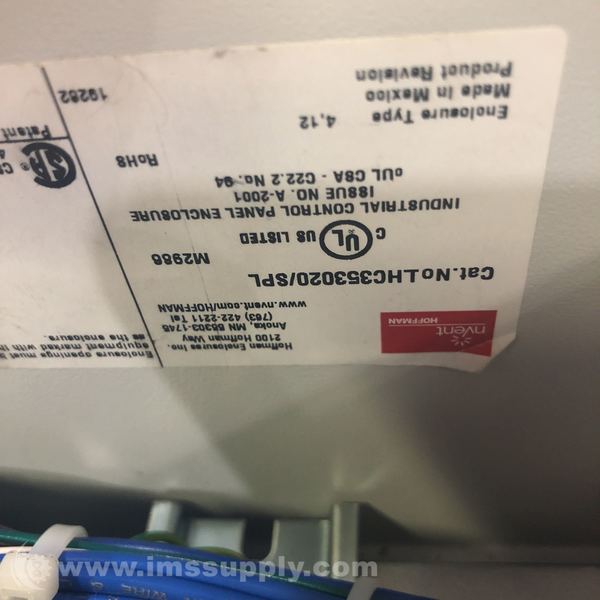 nvent
HOFFMAN
Hoffman Enclosures Inc.
2100 Hoffman Way
Anoka, MN 55303-1745
(763) 422-2211 Tel
www.nvent.com/HOFFMAN
Enclosure openings must b
equipment marked with th
as the enclosure.
Cat.No.LHC353020/SPL
M2986
C UL US LISTED
INDUSTRIAL CONTROL PANEL ENCLOSURE
ISSUE NO. A-2001
cUL CSA - C22.2 No. 94
RoHS
SA ®
Enclosure Type 4,12
Made in Mexico
Product Revision
19282
Patent
WIRE
www.imssupply.com